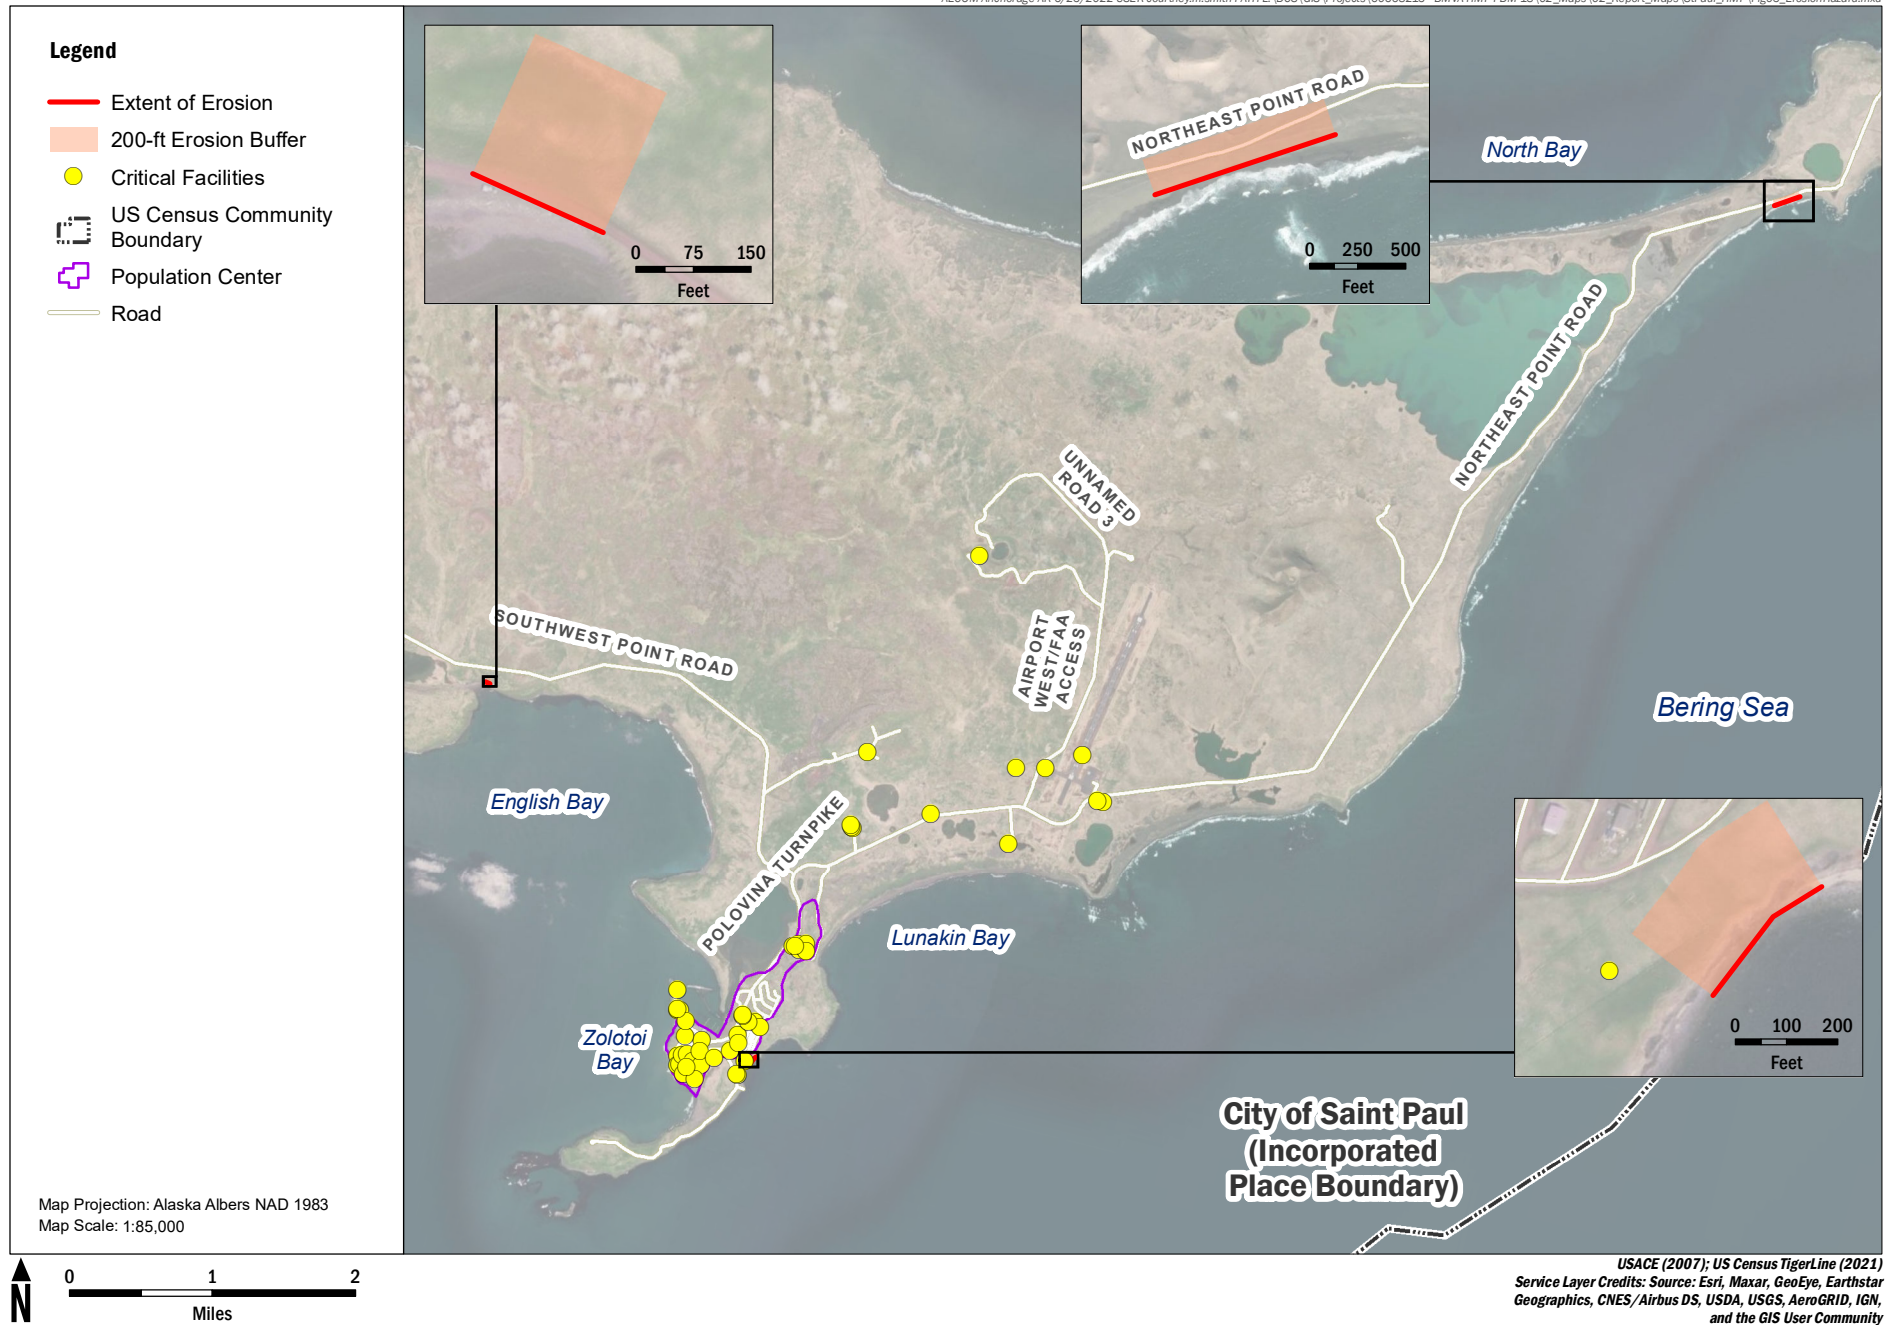 Legend
Extent of Erosion
200-ft Erosion Buffer
Critical Facilities
US Census Community
Boundary
Population Center
Road
Map Projection: Alaska Albers NAD 1983
Map Scale: 1:85,000
N
0 1 2
Miles
0 75 150
Feet
NORTHEAST POINT ROAD
0 250 500
Feet
North Bay
NORTHEAST POINT ROAD
UNNAMED
ROAD 3
SOUTHWEST POINT ROAD
AIRPORT
WEST/FAA
ACCESS
Bering Sea
English Bay
POLOVINA TURNPIKE
Lunakin Bay
Zolotoi
Bay
0 100 200
Feet
City of Saint Paul
(Incorporated
Place Boundary)
USACE (2007); US Census TigerLine (2021)
Service Layer Credits: Source: Esri, Maxar, GeoEye, Earthstar
Geographics, CNES/Airbus DS, USDA, USGS, AeroGRID, IGN,
and the GIS User Community